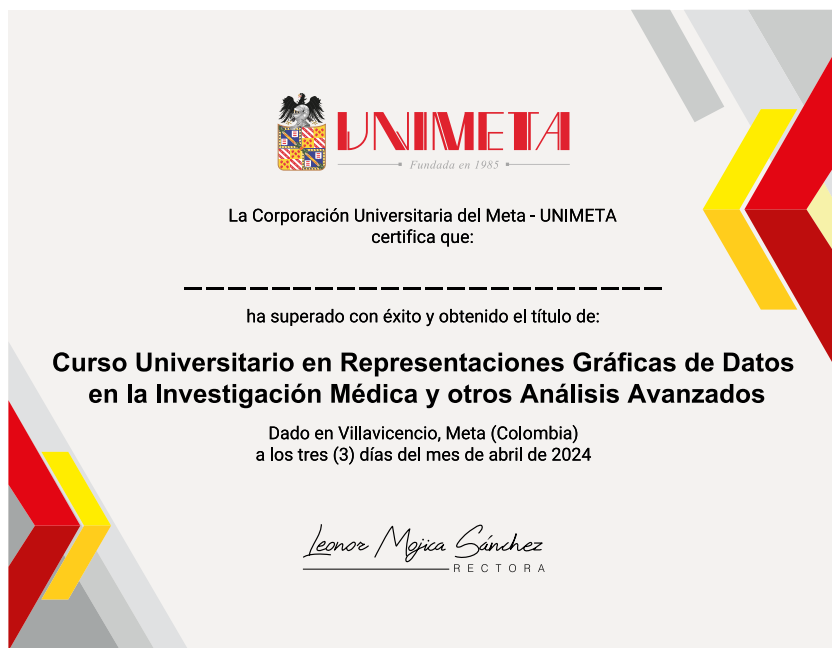 UNIMETA
Fundada en 1985
La Corporación Universitaria del Meta - UNIMETA
certifica que:
ha superado con éxito y obtenido el título de:
Curso Universitario en Representaciones Gráficas de Datos
en la Investigación Médica y otros Análisis Avanzados
Dado en Villavicencio, Meta (Colombia)
a los tres (3) días del mes de abril de 2024
Leonor Mojica Sánchez
RECTORA